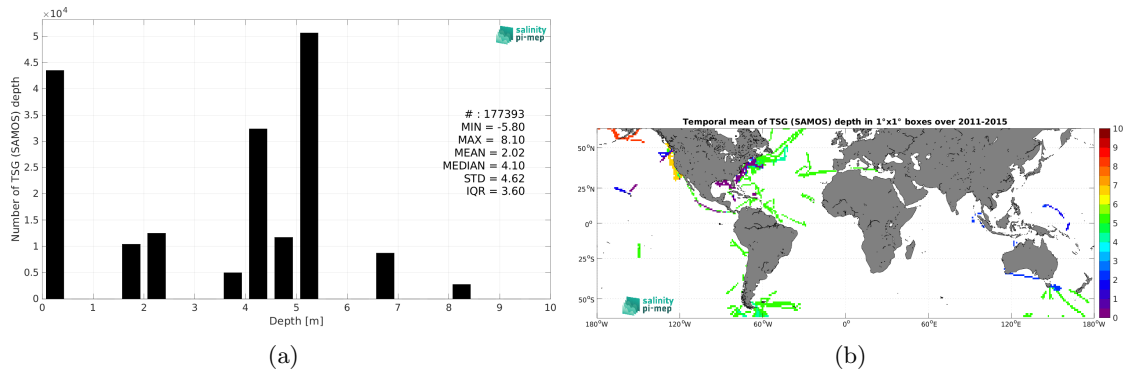 ×10⁴
5
4.5
4
3.5
3
2.5
2
1.5
1
0.5
0
Number of TSG (SAMOS) depth
0 1 2 3 4 5 6 7 8 9 10
Depth [m]
salinity
pi-mep
# : 177393
MIN = -5.80
MAX = 8.10
MEAN = 2.02
MEDIAN = 4.10
STD = 4.62
IQR = 3.60
(a)
Temporal mean of TSG (SAMOS) depth in 1°x1° boxes over 2011-2015
50°N
25°N
0°
25°S
50°S
180°W 120°W 60°W 0° 60°E 120°E 180°E
salinity
pi-mep
10
9
8
7
6
5
4
3
2
1
0
(b)